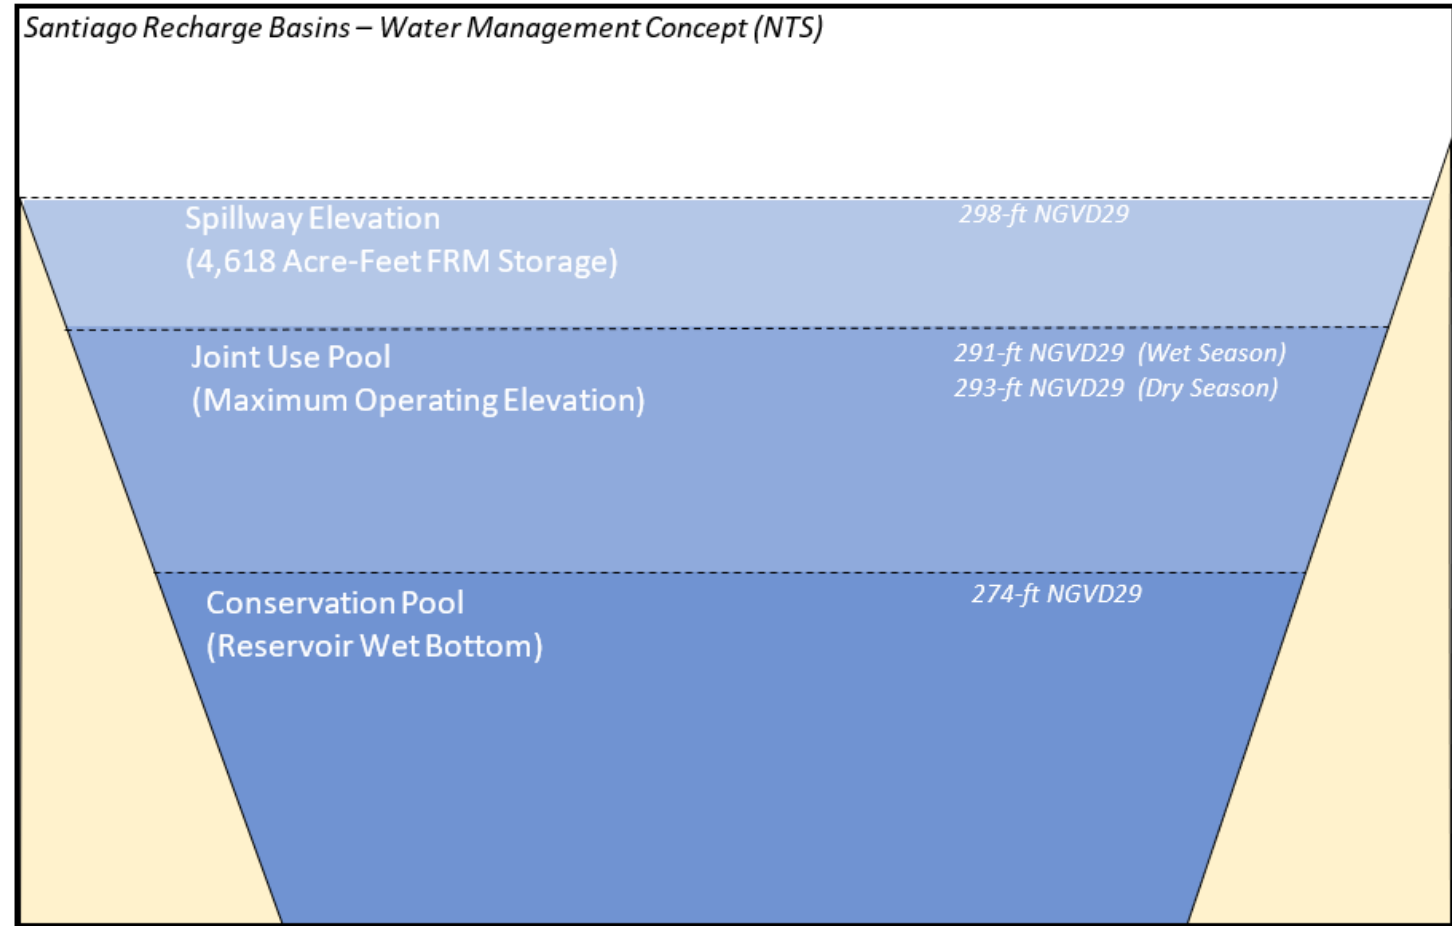 Santiago Recharge Basins – Water Management Concept (NTS)
Spillway Elevation
298-ft NGVD29
(4,618 Acre-Feet FRM Storage)
Joint Use Pool
291-ft NGVD29 (Wet Season)
(Maximum Operating Elevation)
293-ft NGVD29 (Dry Season)
Conservation Pool
274-ft NGVD29
(Reservoir Wet Bottom)